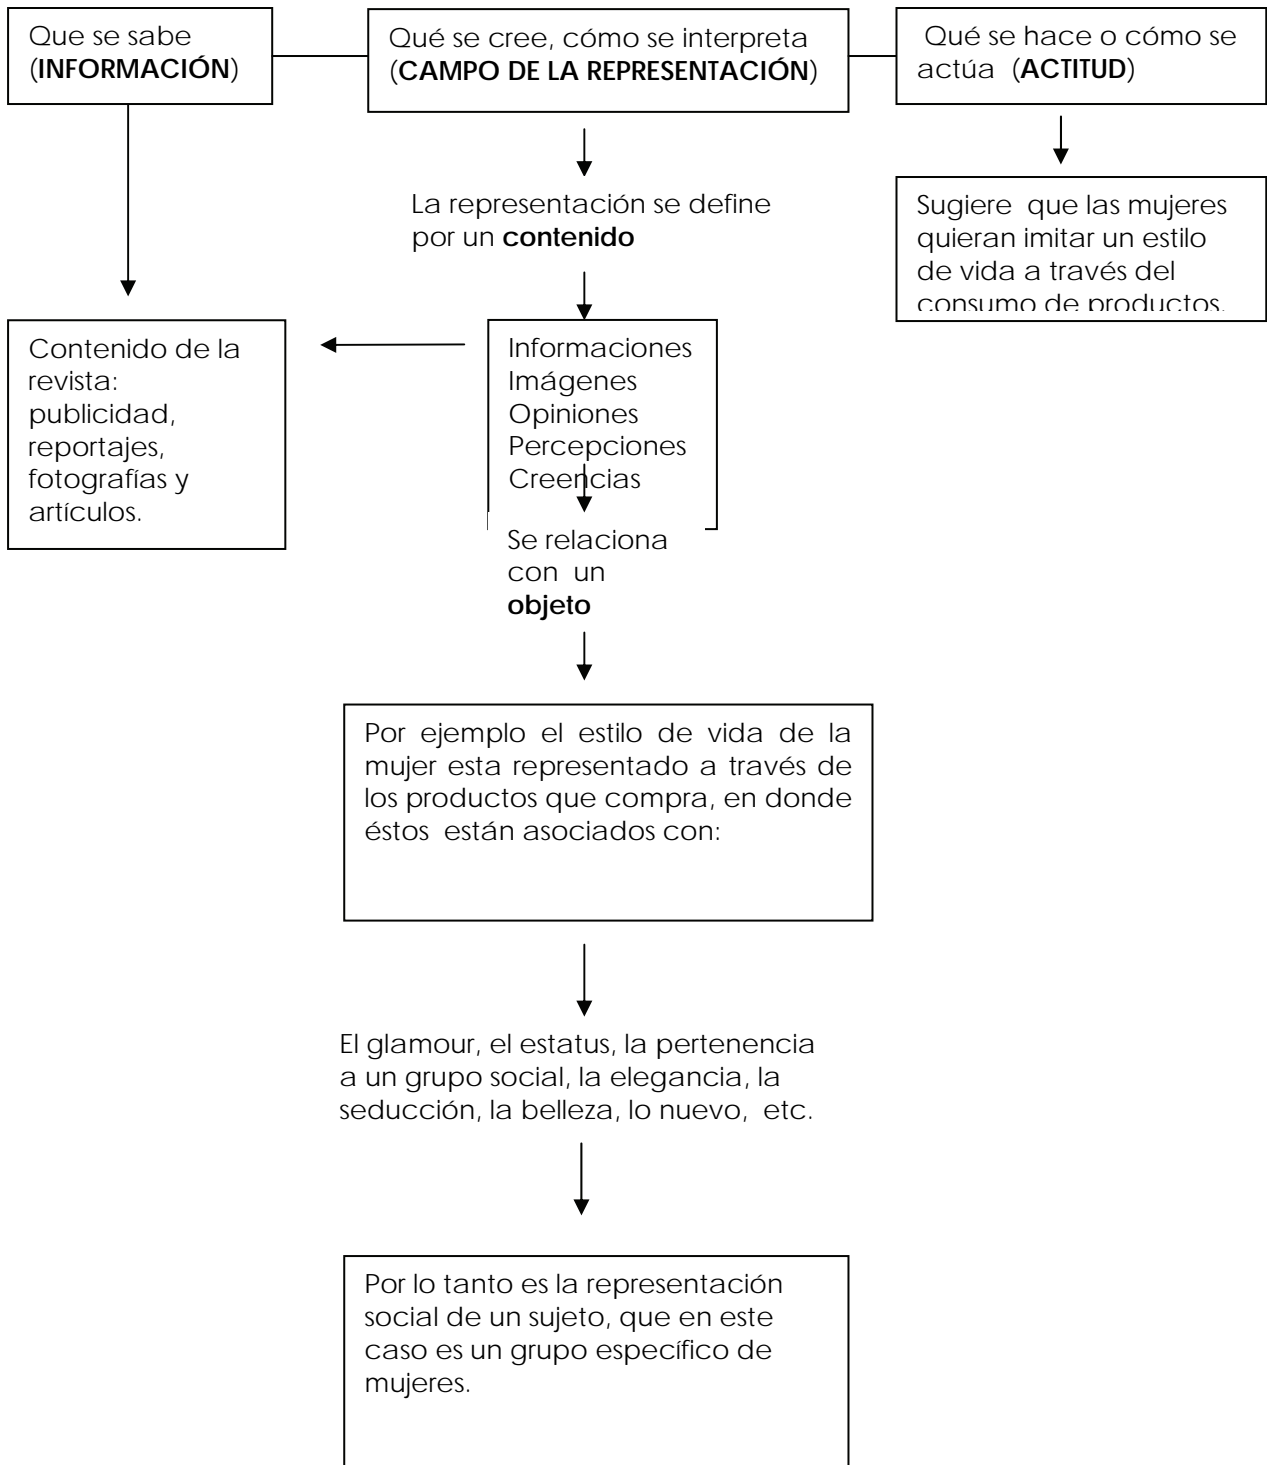 Que se sabe
(INFORMACIÓN)
Qué se cree, cómo se interpreta
(CAMPO DE LA REPRESENTACIÓN)
Qué se hace o cómo se
actúa (ACTITUD)
La representación se define
por un contenido
Sugiere que las mujeres
quieran imitar un estilo
de vida a través del
consumo de productos.
Contenido de la
revista:
publicidad,
reportajes,
fotografías y
artículos.
Informaciones
Imágenes
Opiniones
Percepciones
Creencias
Se relaciona
con un
objeto
Por ejemplo el estilo de vida de la
mujer esta representado a través de
los productos que compra, en donde
éstos están asociados con:
El glamour, el estatus, la pertenencia
a un grupo social, la elegancia, la
seducción, la belleza, lo nuevo, etc.
Por lo tanto es la representación
social de un sujeto, que en este
caso es un grupo específico de
mujeres.